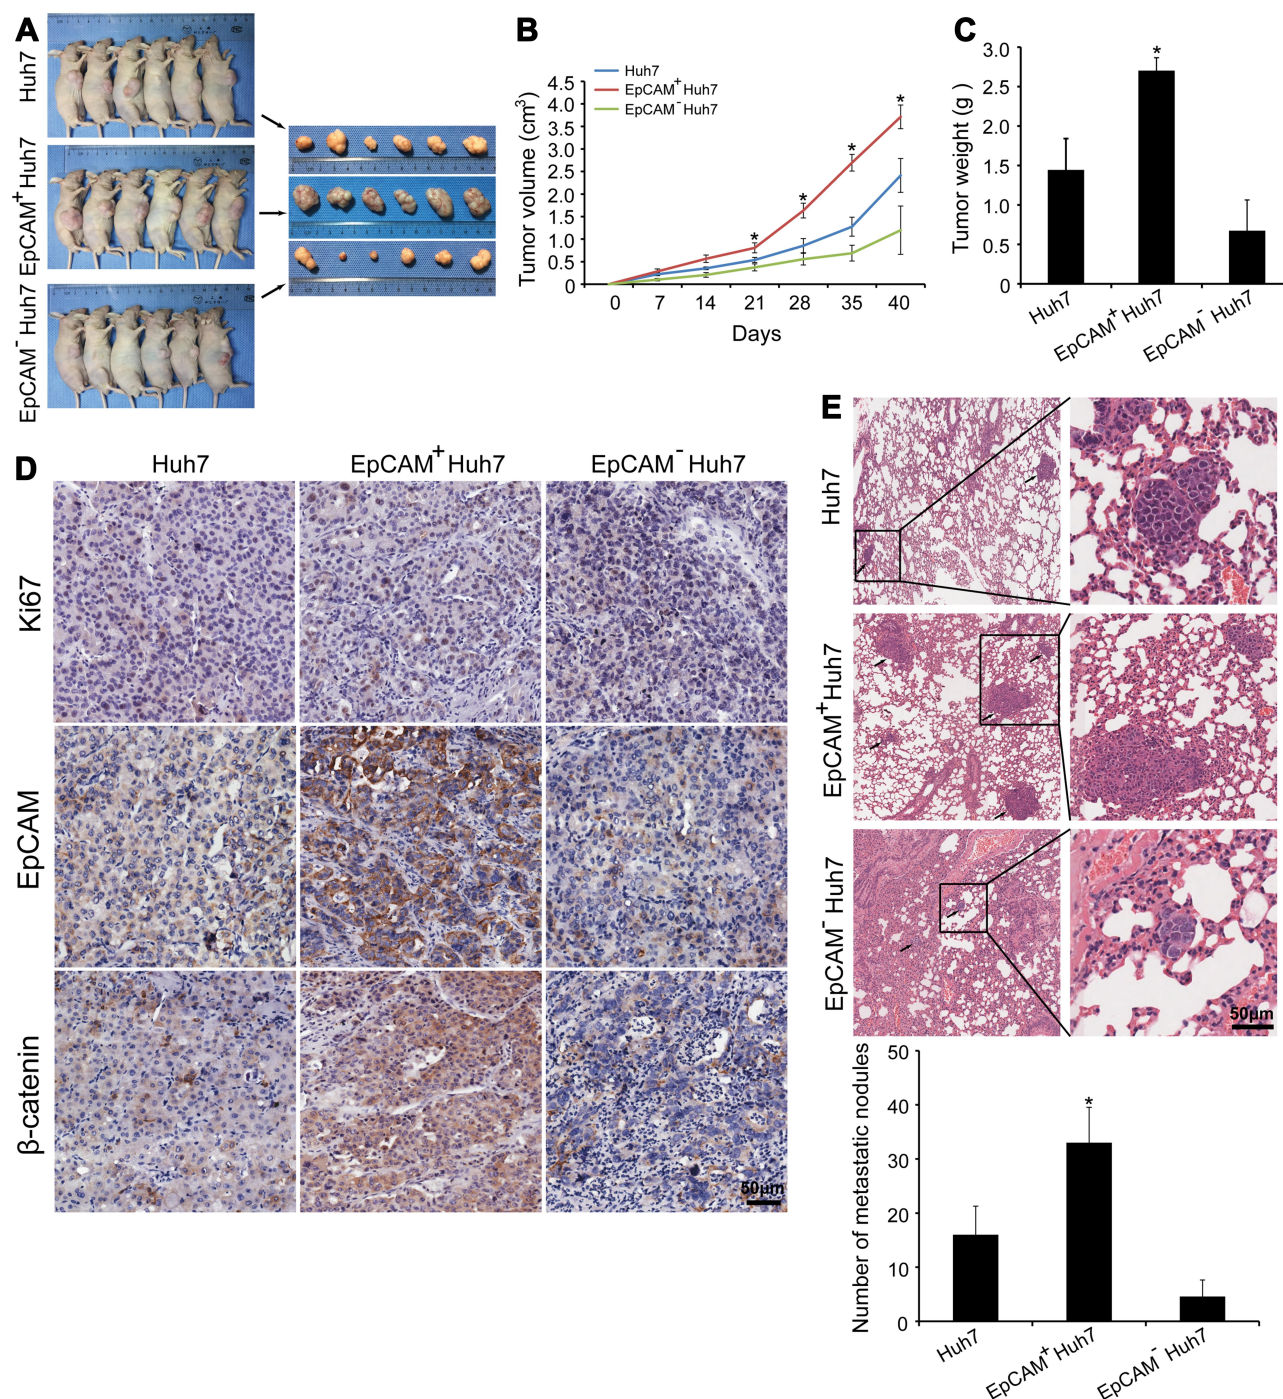 A
Huh7
EpCAM+ Huh7
EpCAM- Huh7
B
Huh7
EpCAM+ Huh7
EpCAM- Huh7
Tumor volume (cm3)
4.5
4.0
3.5
3.0
2.5
2.0
1.5
1.0
0.5
0
0 7 14 21 28 35 40
Days
* * * *
C
Tumor weight (g )
3.0
2.5
2.0
1.5
1.0
0.5
0
*
Huh7
EpCAM+ Huh7
EpCAM- Huh7
D
Huh7 EpCAM+ Huh7 EpCAM- Huh7
Ki67
EpCAM
β-catenin
50μm
E
Huh7
EpCAM+ Huh7
EpCAM- Huh7
50μm
Number of metastatic nodules
50
40
30
20
10
0
*
Huh7
EpCAM+ Huh7
EpCAM- Huh7